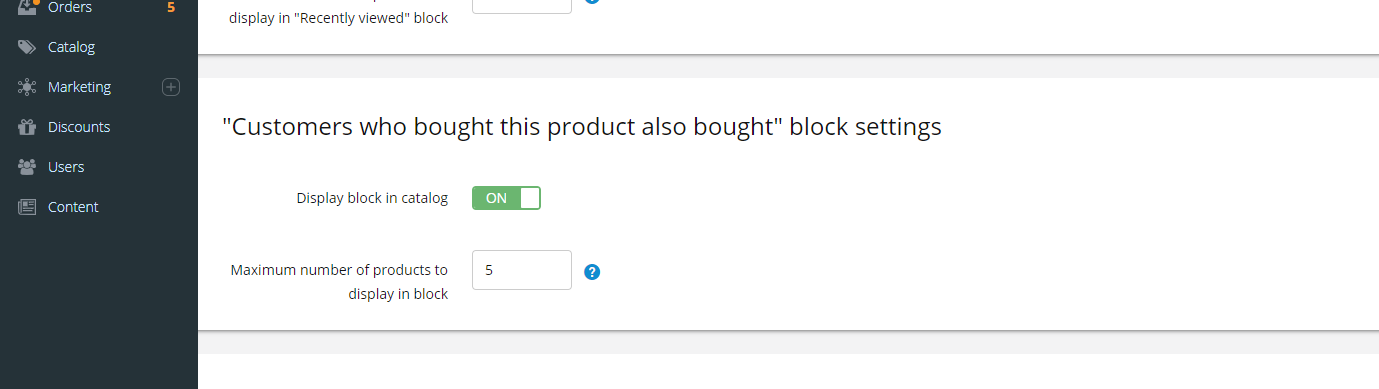 Orders 5
Catalog
Marketing
Discounts
Users
Content
display in "Recently viewed" block
"Customers who bought this product also bought" block settings
Display block in catalog ON
Maximum number of products to 5 ?
display in block